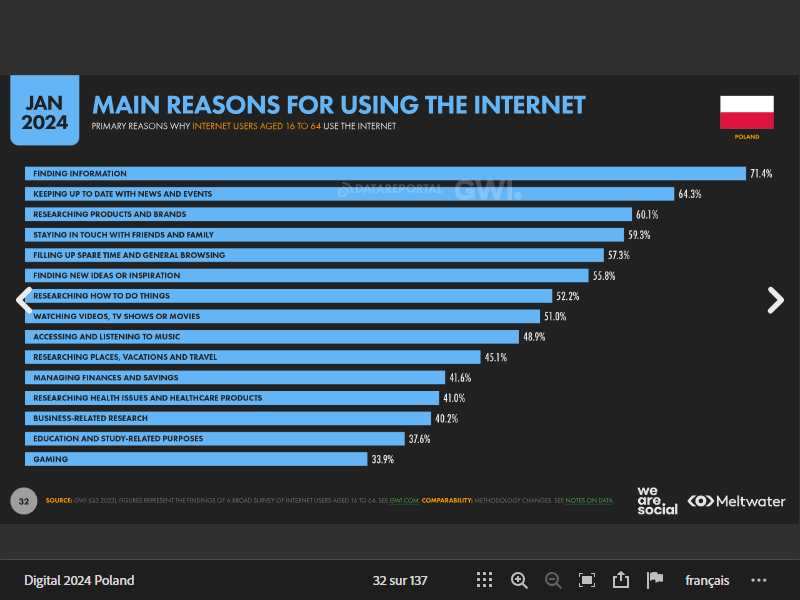 JAN
2024
MAIN REASONS FOR USING THE INTERNET
PRIMARY REASONS WHY INTERNET USERS AGED 16 TO 64 USE THE INTERNET
POLAND
FINDING INFORMATION 71.4%
KEEPING UP TO DATE WITH NEWS AND EVENTS 64.3%
DATAREPORTAL GWI.
RESEARCHING PRODUCTS AND BRANDS 60.1%
STAYING IN TOUCH WITH FRIENDS AND FAMILY 59.3%
FILLING UP SPARE TIME AND GENERAL BROWSING 57.3%
FINDING NEW IDEAS OR INSPIRATION 55.8%
RESEARCHING HOW TO DO THINGS 52.2%
WATCHING VIDEOS, TV SHOWS OR MOVIES 51.0%
ACCESSING AND LISTENING TO MUSIC 48.9%
RESEARCHING PLACES, VACATIONS AND TRAVEL 45.1%
MANAGING FINANCES AND SAVINGS 41.6%
RESEARCHING HEALTH ISSUES AND HEALTHCARE PRODUCTS 41.0%
BUSINESS-RELATED RESEARCH 40.2%
EDUCATION AND STUDY-RELATED PURPOSES 37.6%
GAMING 33.9%
32
SOURCE: GWI (Q3 2023). FIGURES REPRESENT THE FINDINGS OF A BROAD SURVEY OF INTERNET USERS AGED 16 TO 64. SEE GWI.COM. COMPARABILITY: METHODOLOGY CHANGES. SEE NOTES ON DATA.
we
are.
social
Meltwater
Digital 2024 Poland
32 sur 137
français